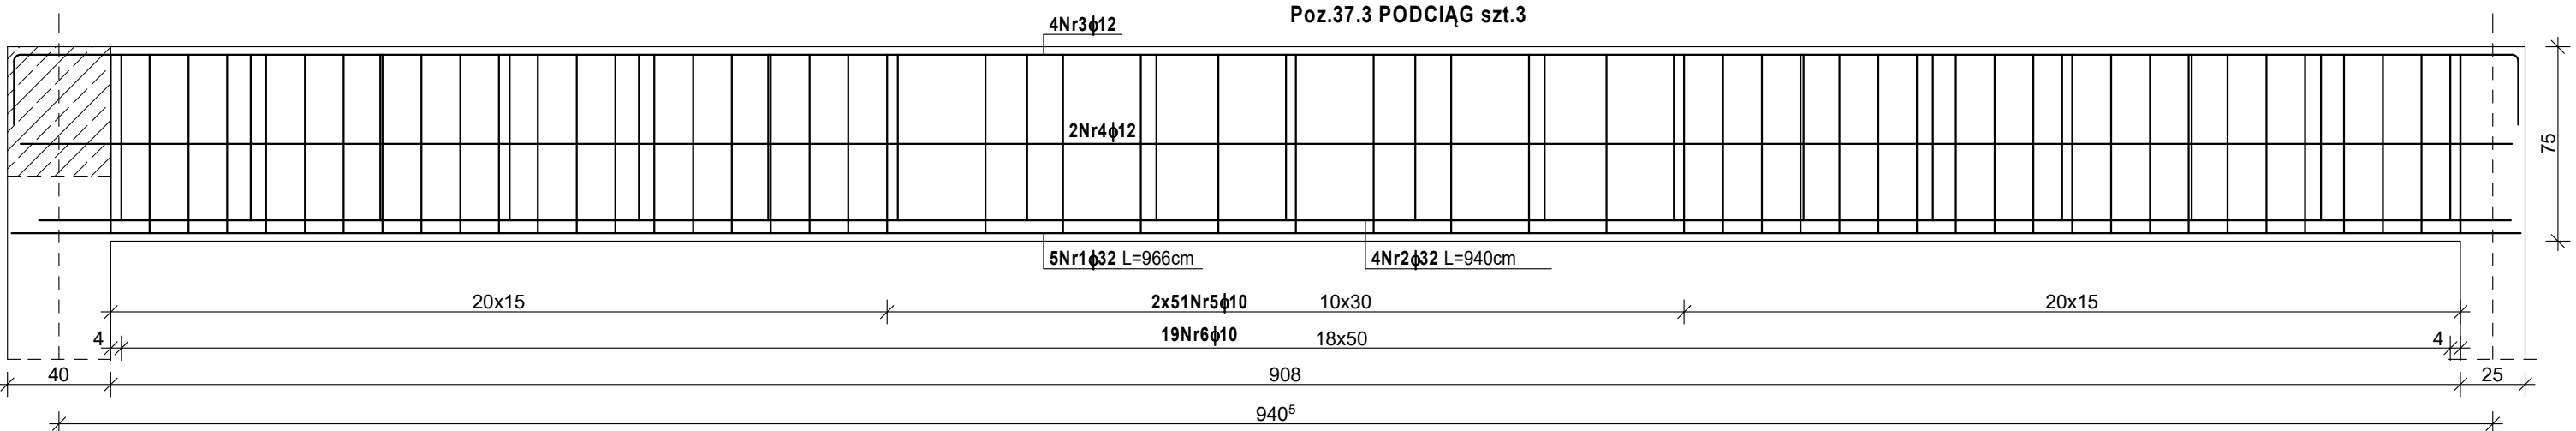 Poz.37.3 PODCIĄG szt.3
4Nr3ϕ12
2Nr4ϕ12
75
5Nr1ϕ32 L=966cm
4Nr2ϕ32 L=940cm
20x15
2x51Nr5ϕ10
10x30
20x15
4
19Nr6ϕ10
18x50
4
40
908
25
940⁵